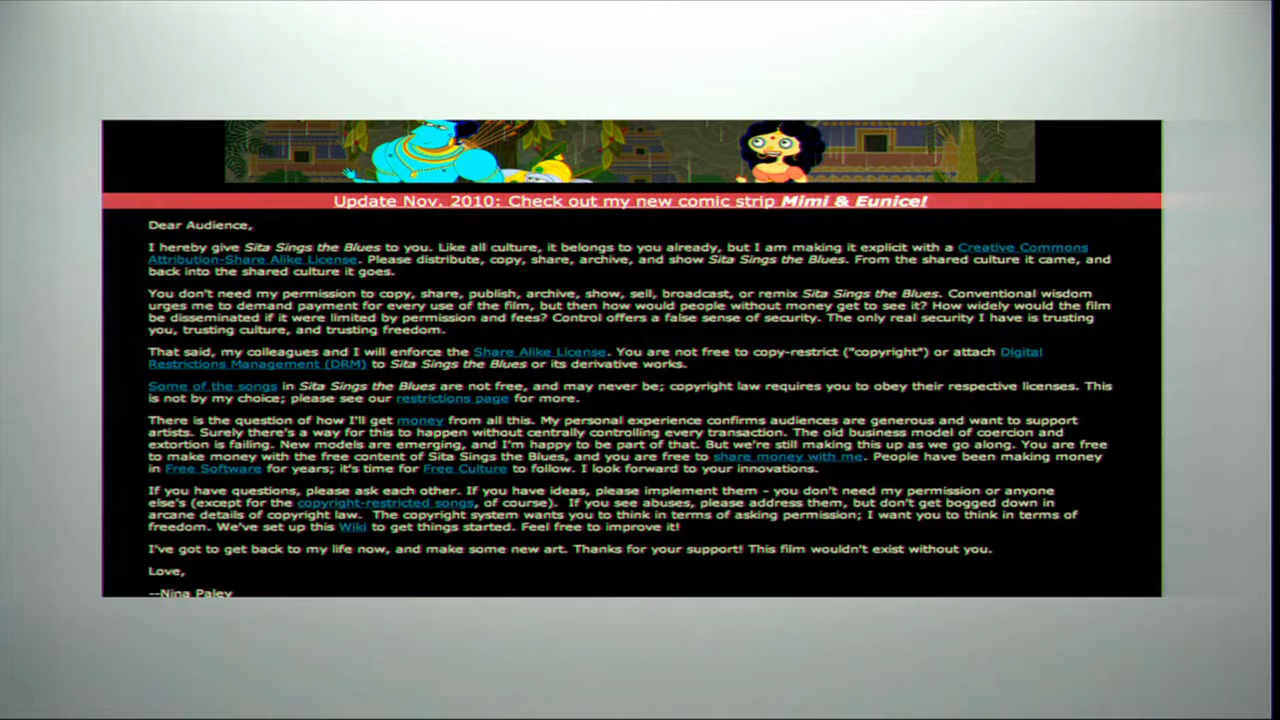 Update Nov. 2010: Check out my new comic strip Mimi & Eunice!
Dear Audience,
I hereby give Sita Sings the Blues to you. Like all culture, it belongs to you already, but I am making it explicit with a Creative Commons
Attribution-Share Alike License. Please distribute, copy, share, archive, and show Sita Sings the Blues. From the shared culture it came, and
back into the shared culture it goes.
You don't need my permission to copy, share, publish, archive, show, sell, broadcast, or remix Sita Sings the Blues. Conventional wisdom
urges me to demand payment for every use of the film, but then how would people without money get to see it? How widely would the film
be disseminated if it were limited by permission and fees? Control offers a false sense of security. The only real security I have is trusting
you, trusting culture, and trusting freedom.
That said, my colleagues and I will enforce the Share Alike License. You are not free to copy-restrict ("copyright") or attach Digital
Restrictions Management (DRM) to Sita Sings the Blues or its derivative works.
Some of the songs in Sita Sings the Blues are not free, and may never be; copyright law requires you to obey their respective licenses. This
is not by my choice; please see our restrictions page for more.
There is the question of how I'll get money from all this. My personal experience confirms audiences are generous and want to support
artists. Surely there's a way for this to happen without centrally controlling every transaction. The old business model of coercion and
extortion is failing. New models are emerging, and I'm happy to be part of that. But we're still making this up as we go along. You are free
to make money with the free content of Sita Sings the Blues, and you are free to share money with me. People have been making money
in Free Software for years; it's time for Free Culture to follow. I look forward to your innovations.
If you have questions, please ask each other. If you have ideas, please implement them - you don't need my permission or anyone
else's (except for the copyright-restricted songs, of course). If you see abuses, please address them, but don't get bogged down in
arcane details of copyright law. The copyright system wants you to think in terms of asking permission; I want you to think in terms of
freedom. We've set up this Wiki to get things started. Feel free to improve it!
I've got to get back to my life now, and make some new art. Thanks for your support! This film wouldn't exist without you.
Love,
--Nina Paley